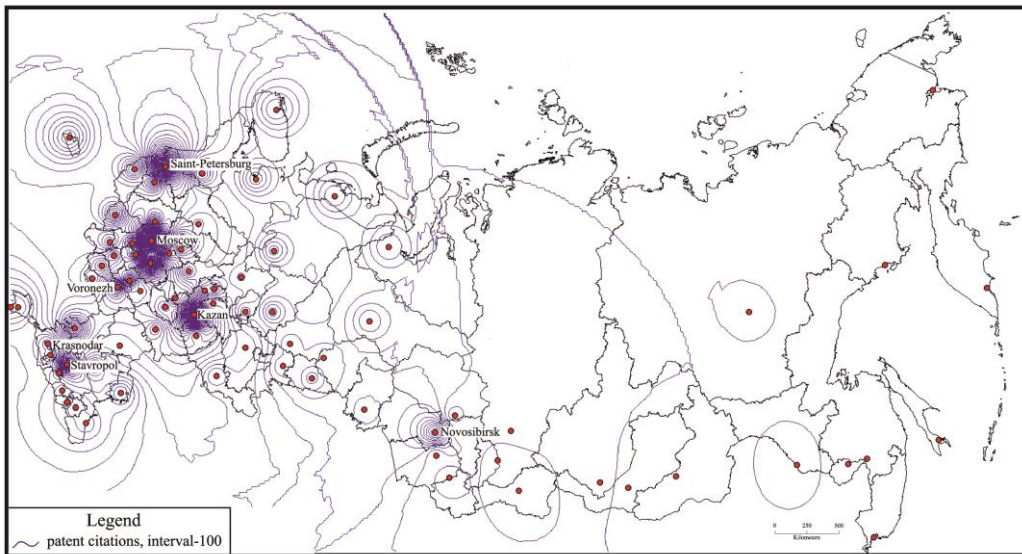 Saint-Petersburg
Moscow
Voronezh
Kazan
Krasnodar
Stavropol
Novosibirsk
Legend
patent citations, interval-100
0 250 500
Kilometers